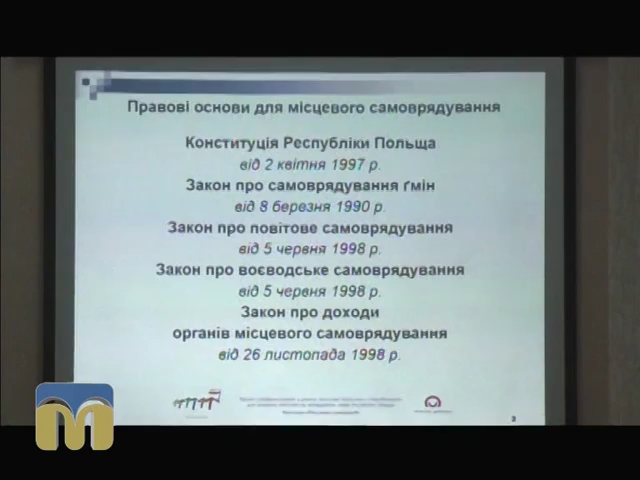 Правові основи для місцевого самоврядування
Конституція Республіки Польща
від 2 квітня 1997 р.
Закон про самоврядування ґмін
від 8 березня 1990 р.
Закон про повітове самоврядування
від 5 червня 1998 р.
Закон про воєводське самоврядування
від 5 червня 1998 р.
Закон про доходи
органів місцевого самоврядування
від 26 листопада 1998 р.
М